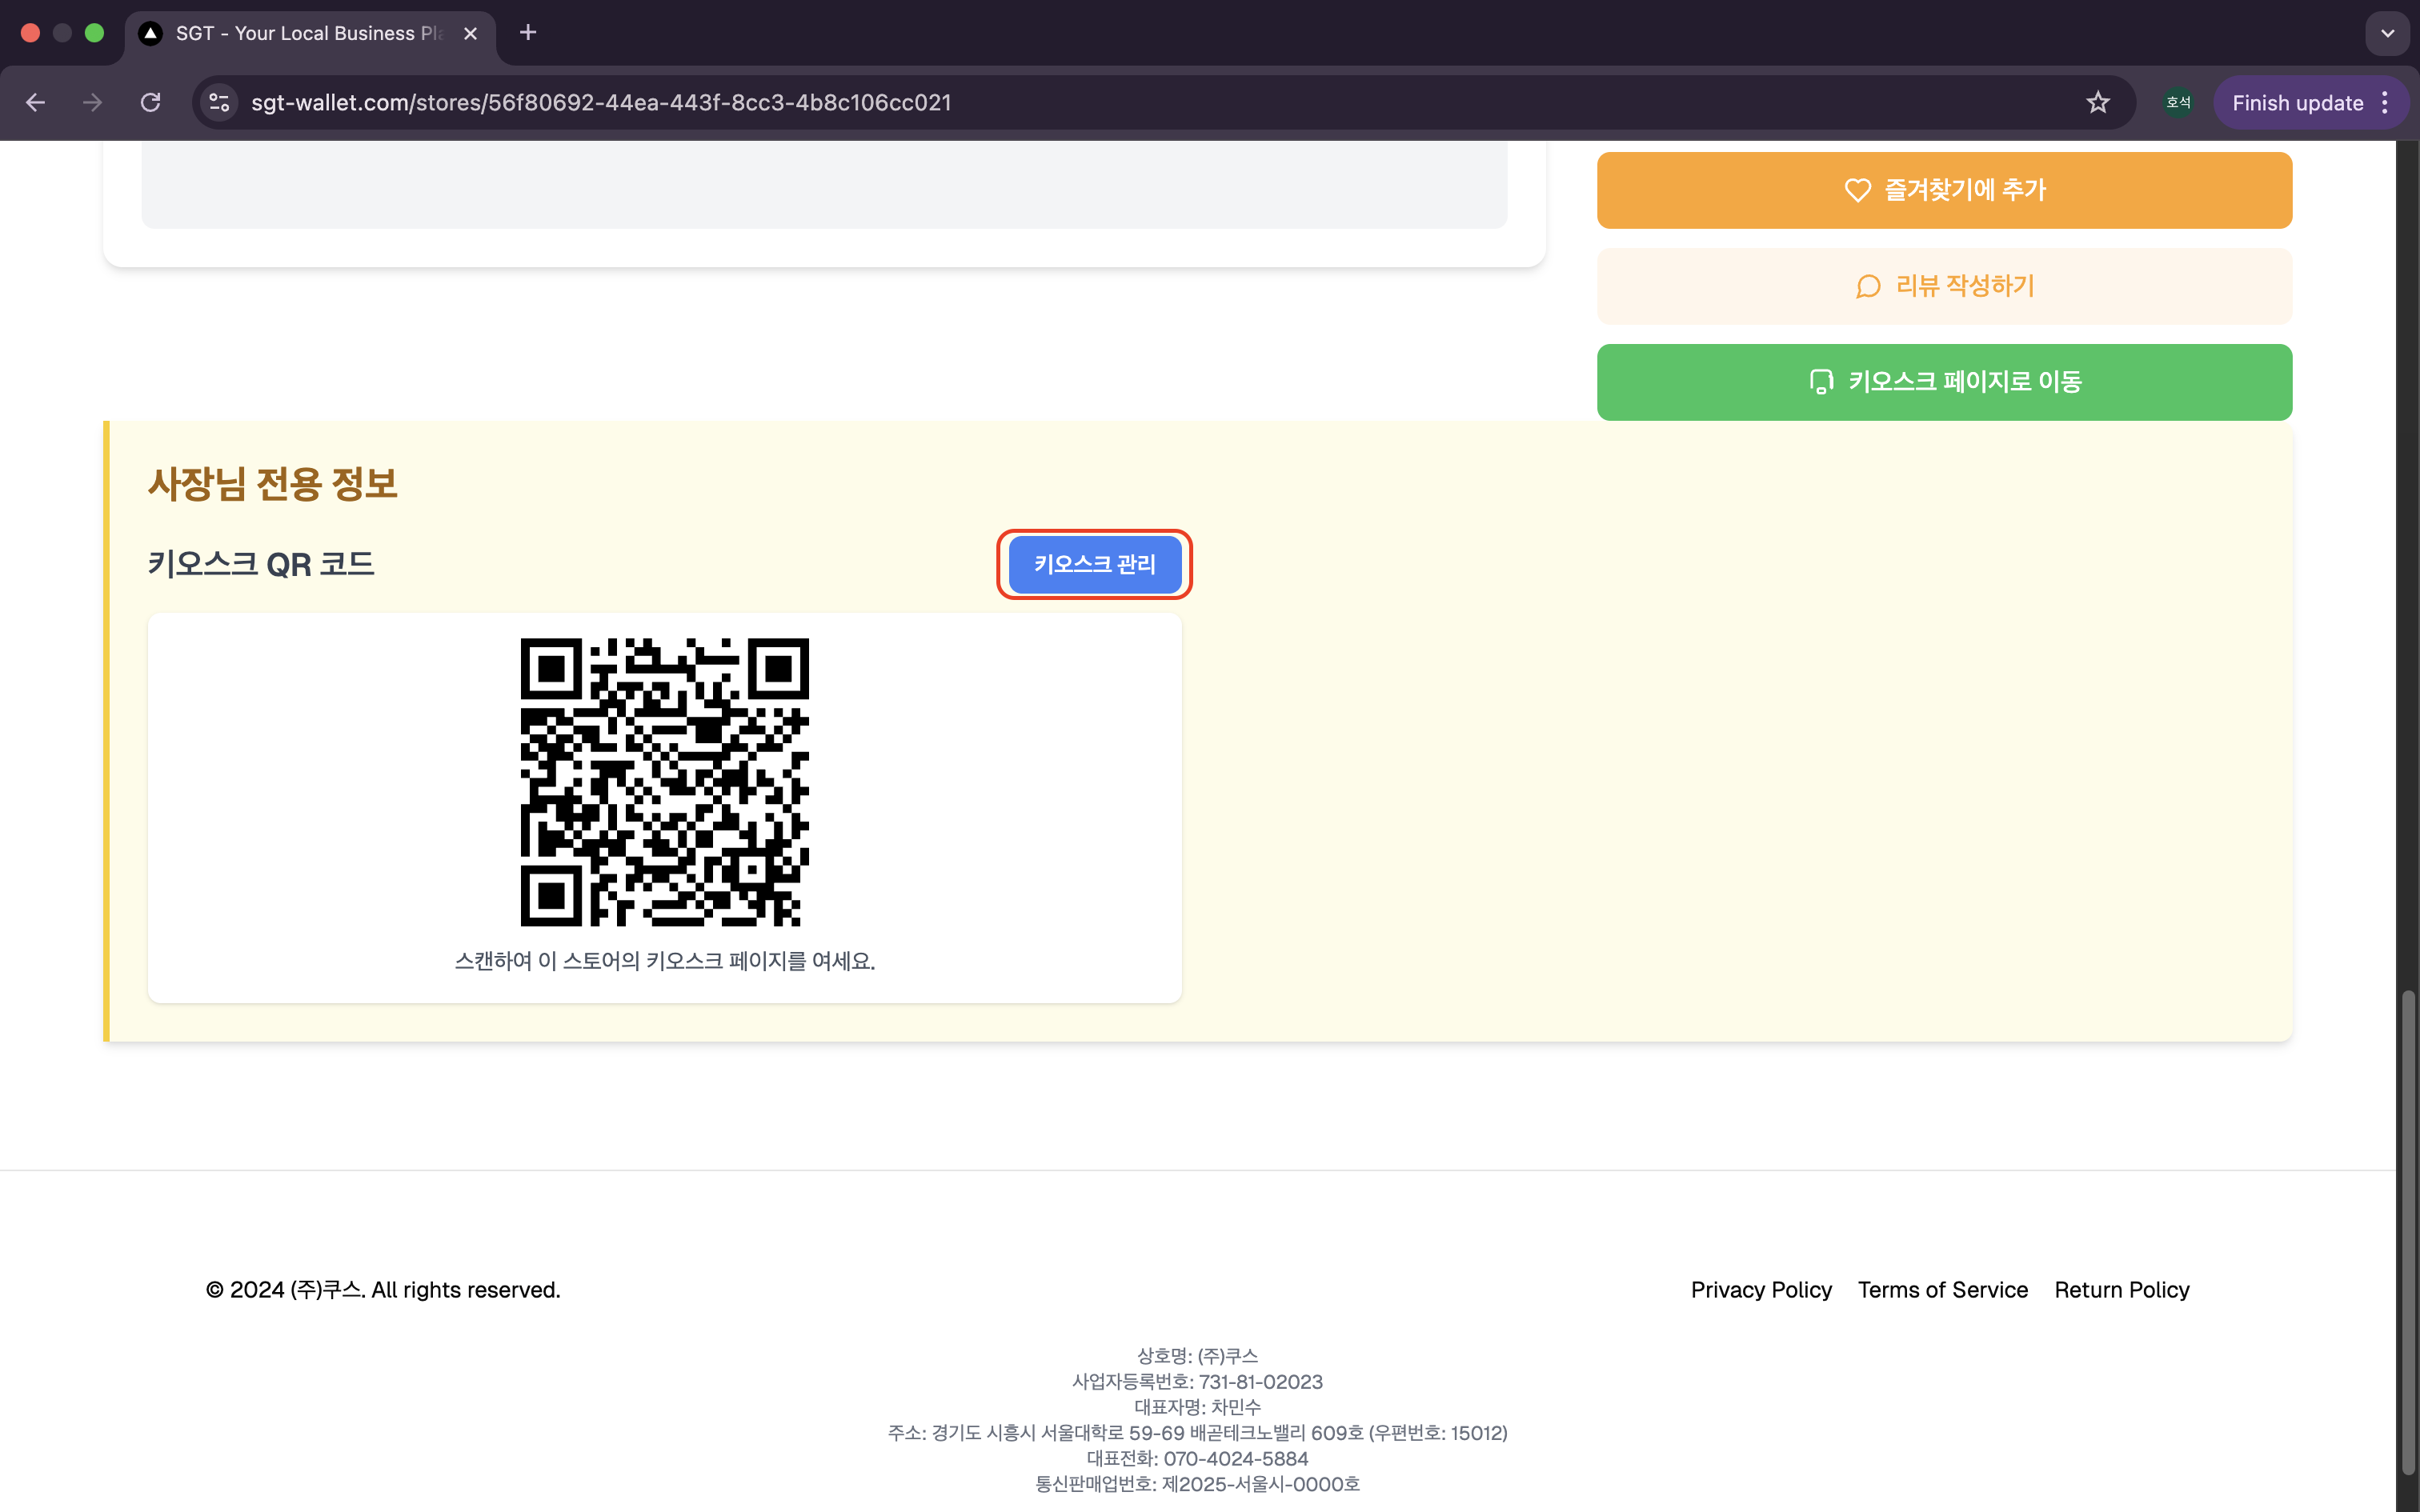 SGT - Your Local Business Pla
sgt-wallet.com/stores/56f80692-44ea-443f-8cc3-4b8c106cc021
호석
Finish update
즐겨찾기에 추가
리뷰 작성하기
키오스크 페이지로 이동
사장님 전용 정보
키오스크 QR 코드
키오스크 관리
스캔하여 이 스토어의 키오스크 페이지를 여세요.
© 2024 (주)쿠스. All rights reserved.
Privacy Policy
Terms of Service
Return Policy
상호명: (주)쿠스
사업자등록번호: 731-81-02023
대표자명: 차민수
주소: 경기도 시흥시 서울대학로 59-69 배곧테크노밸리 609호 (우편번호: 15012)
대표전화: 070-4024-5884
통신판매업번호: 제2025-서울시-0000호